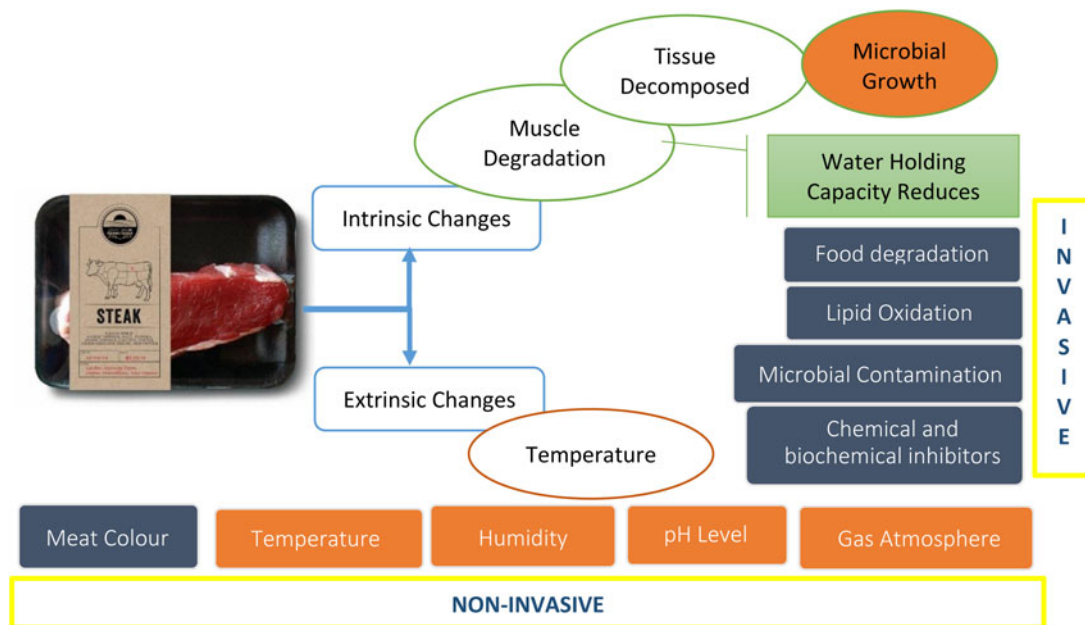 Tissue
Decomposed
Microbial
Growth
Muscle
Degradation
Water Holding
Capacity Reduces
Intrinsic Changes
STEAK
Extrinsic Changes
Temperature
Food degradation
Lipid Oxidation
Microbial Contamination
Chemical and
biochemical inhibitors
INVASIVE
Meat Colour
Temperature
Humidity
pH Level
Gas Atmosphere
NON-INVASIVE